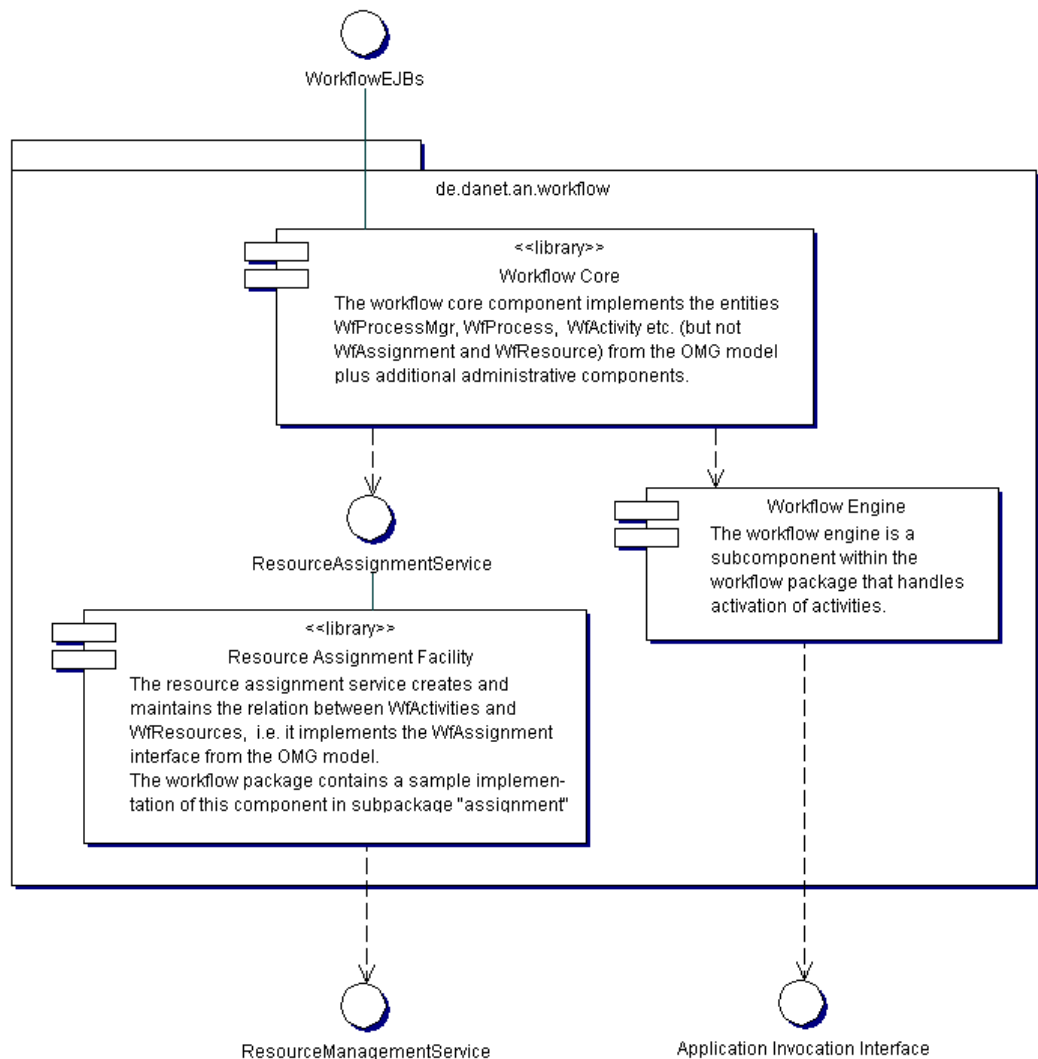 WorkflowEJBs
de.danet.an.workflow
<<library>>
Workflow Core
The workflow core component implements the entities
WfProcessMgr, WfProcess, WfActivity etc. (but not
WfAssignment and WfResource) from the OMG model
plus additional administrative components.
ResourceAssignmentService
Workflow Engine
The workflow engine is a
subcomponent within the
workflow package that handles
activation of activities.
<<library>>
Resource Assignment Facility
The resource assignment service creates and
maintains the relation between WfActivities and
WfResources, i.e. it implements the WfAssignment
interface from the OMG model.
The workflow package contains a sample implemen-
tation of this component in subpackage "assignment"
ResourceManagementService
Application Invocation Interface